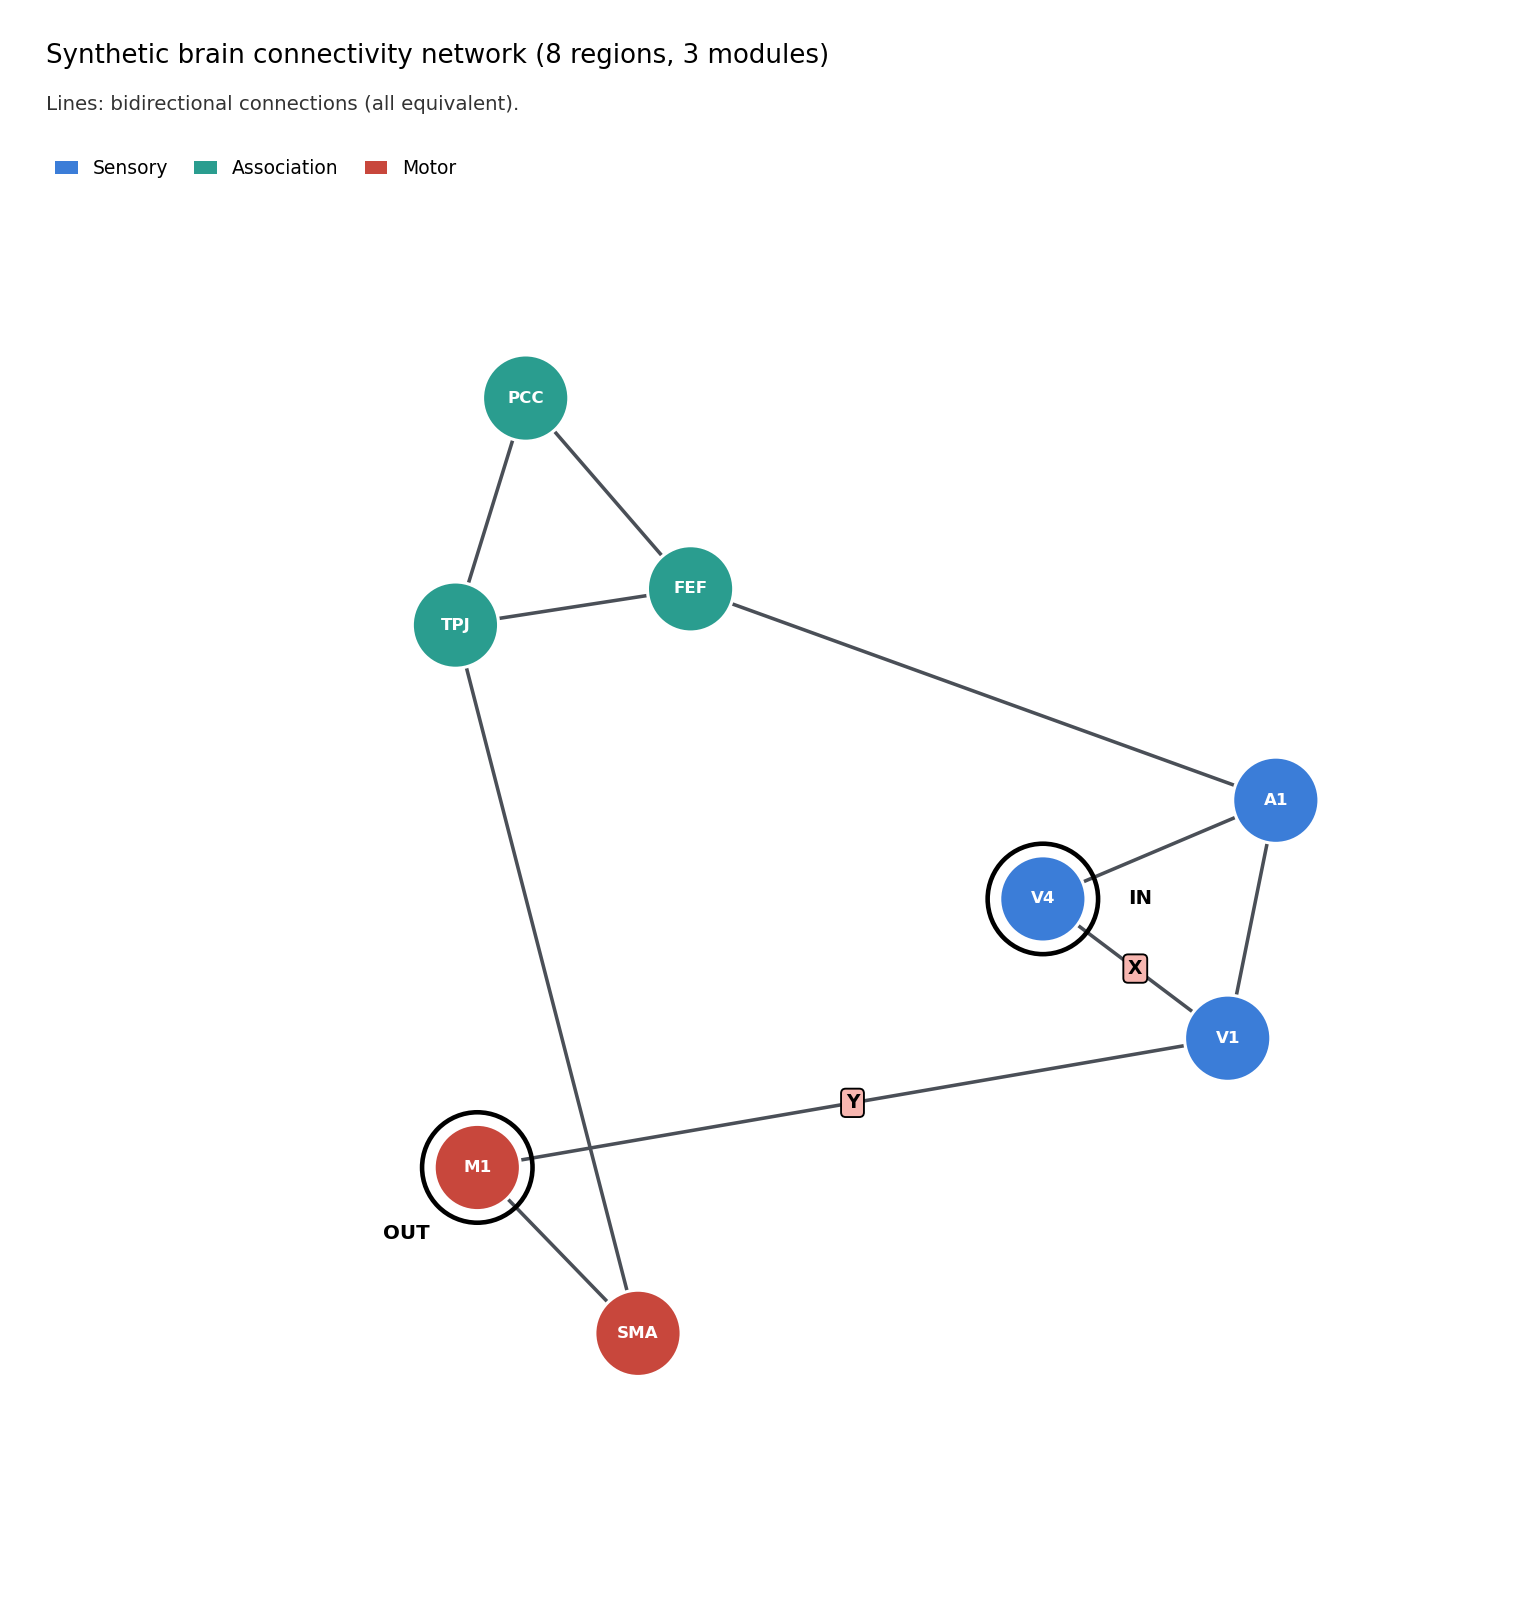 Synthetic brain connectivity network (8 regions, 3 modules)
Lines: bidirectional connections (all equivalent).
Sensory Association Motor
PCC
FEF
TPJ
A1
V4 IN
X
V1
Y
M1
OUT
SMA